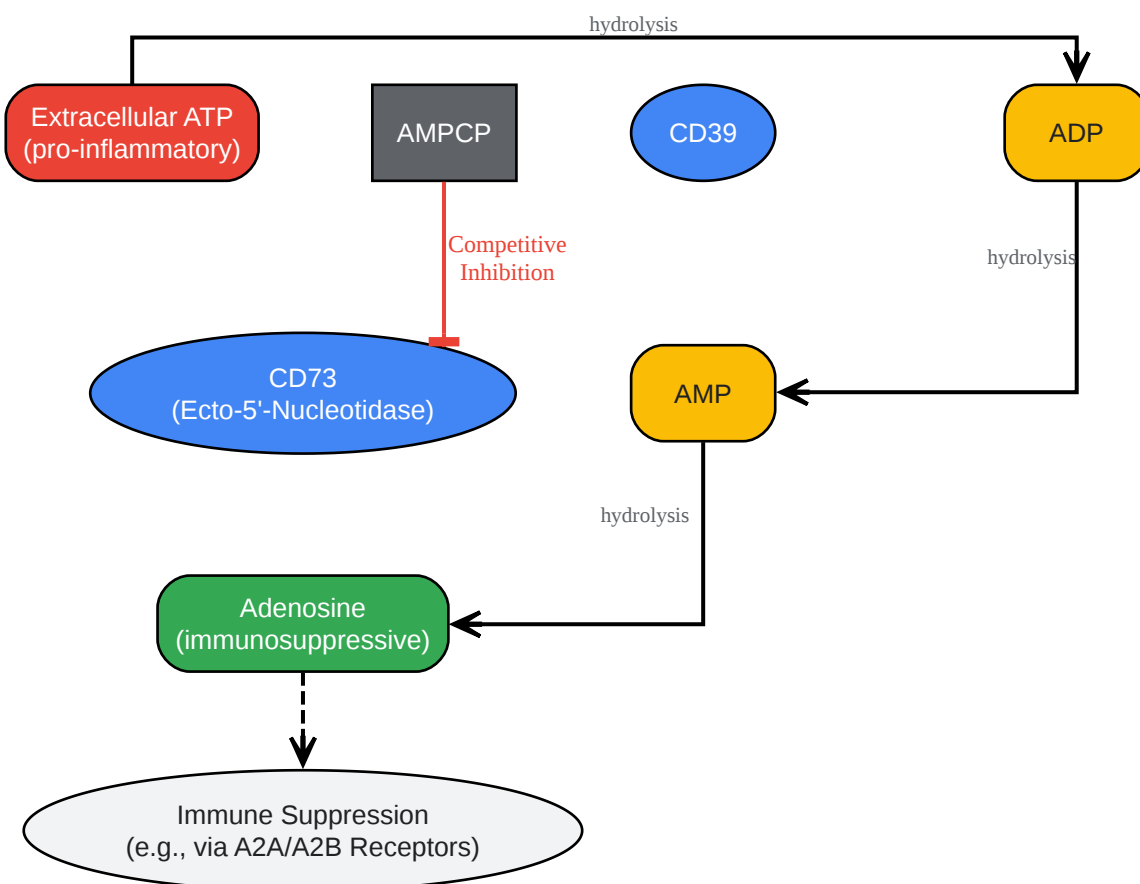 hydrolysis
Extracellular ATP
(pro-inflammatory)
AMPCP
CD39
ADP
Competitive
Inhibition
hydrolysis
CD73
(Ecto-5'-Nucleotidase)
AMP
hydrolysis
Adenosine
(immunosuppressive)
Immune Suppression
(e.g., via A2A/A2B Receptors)